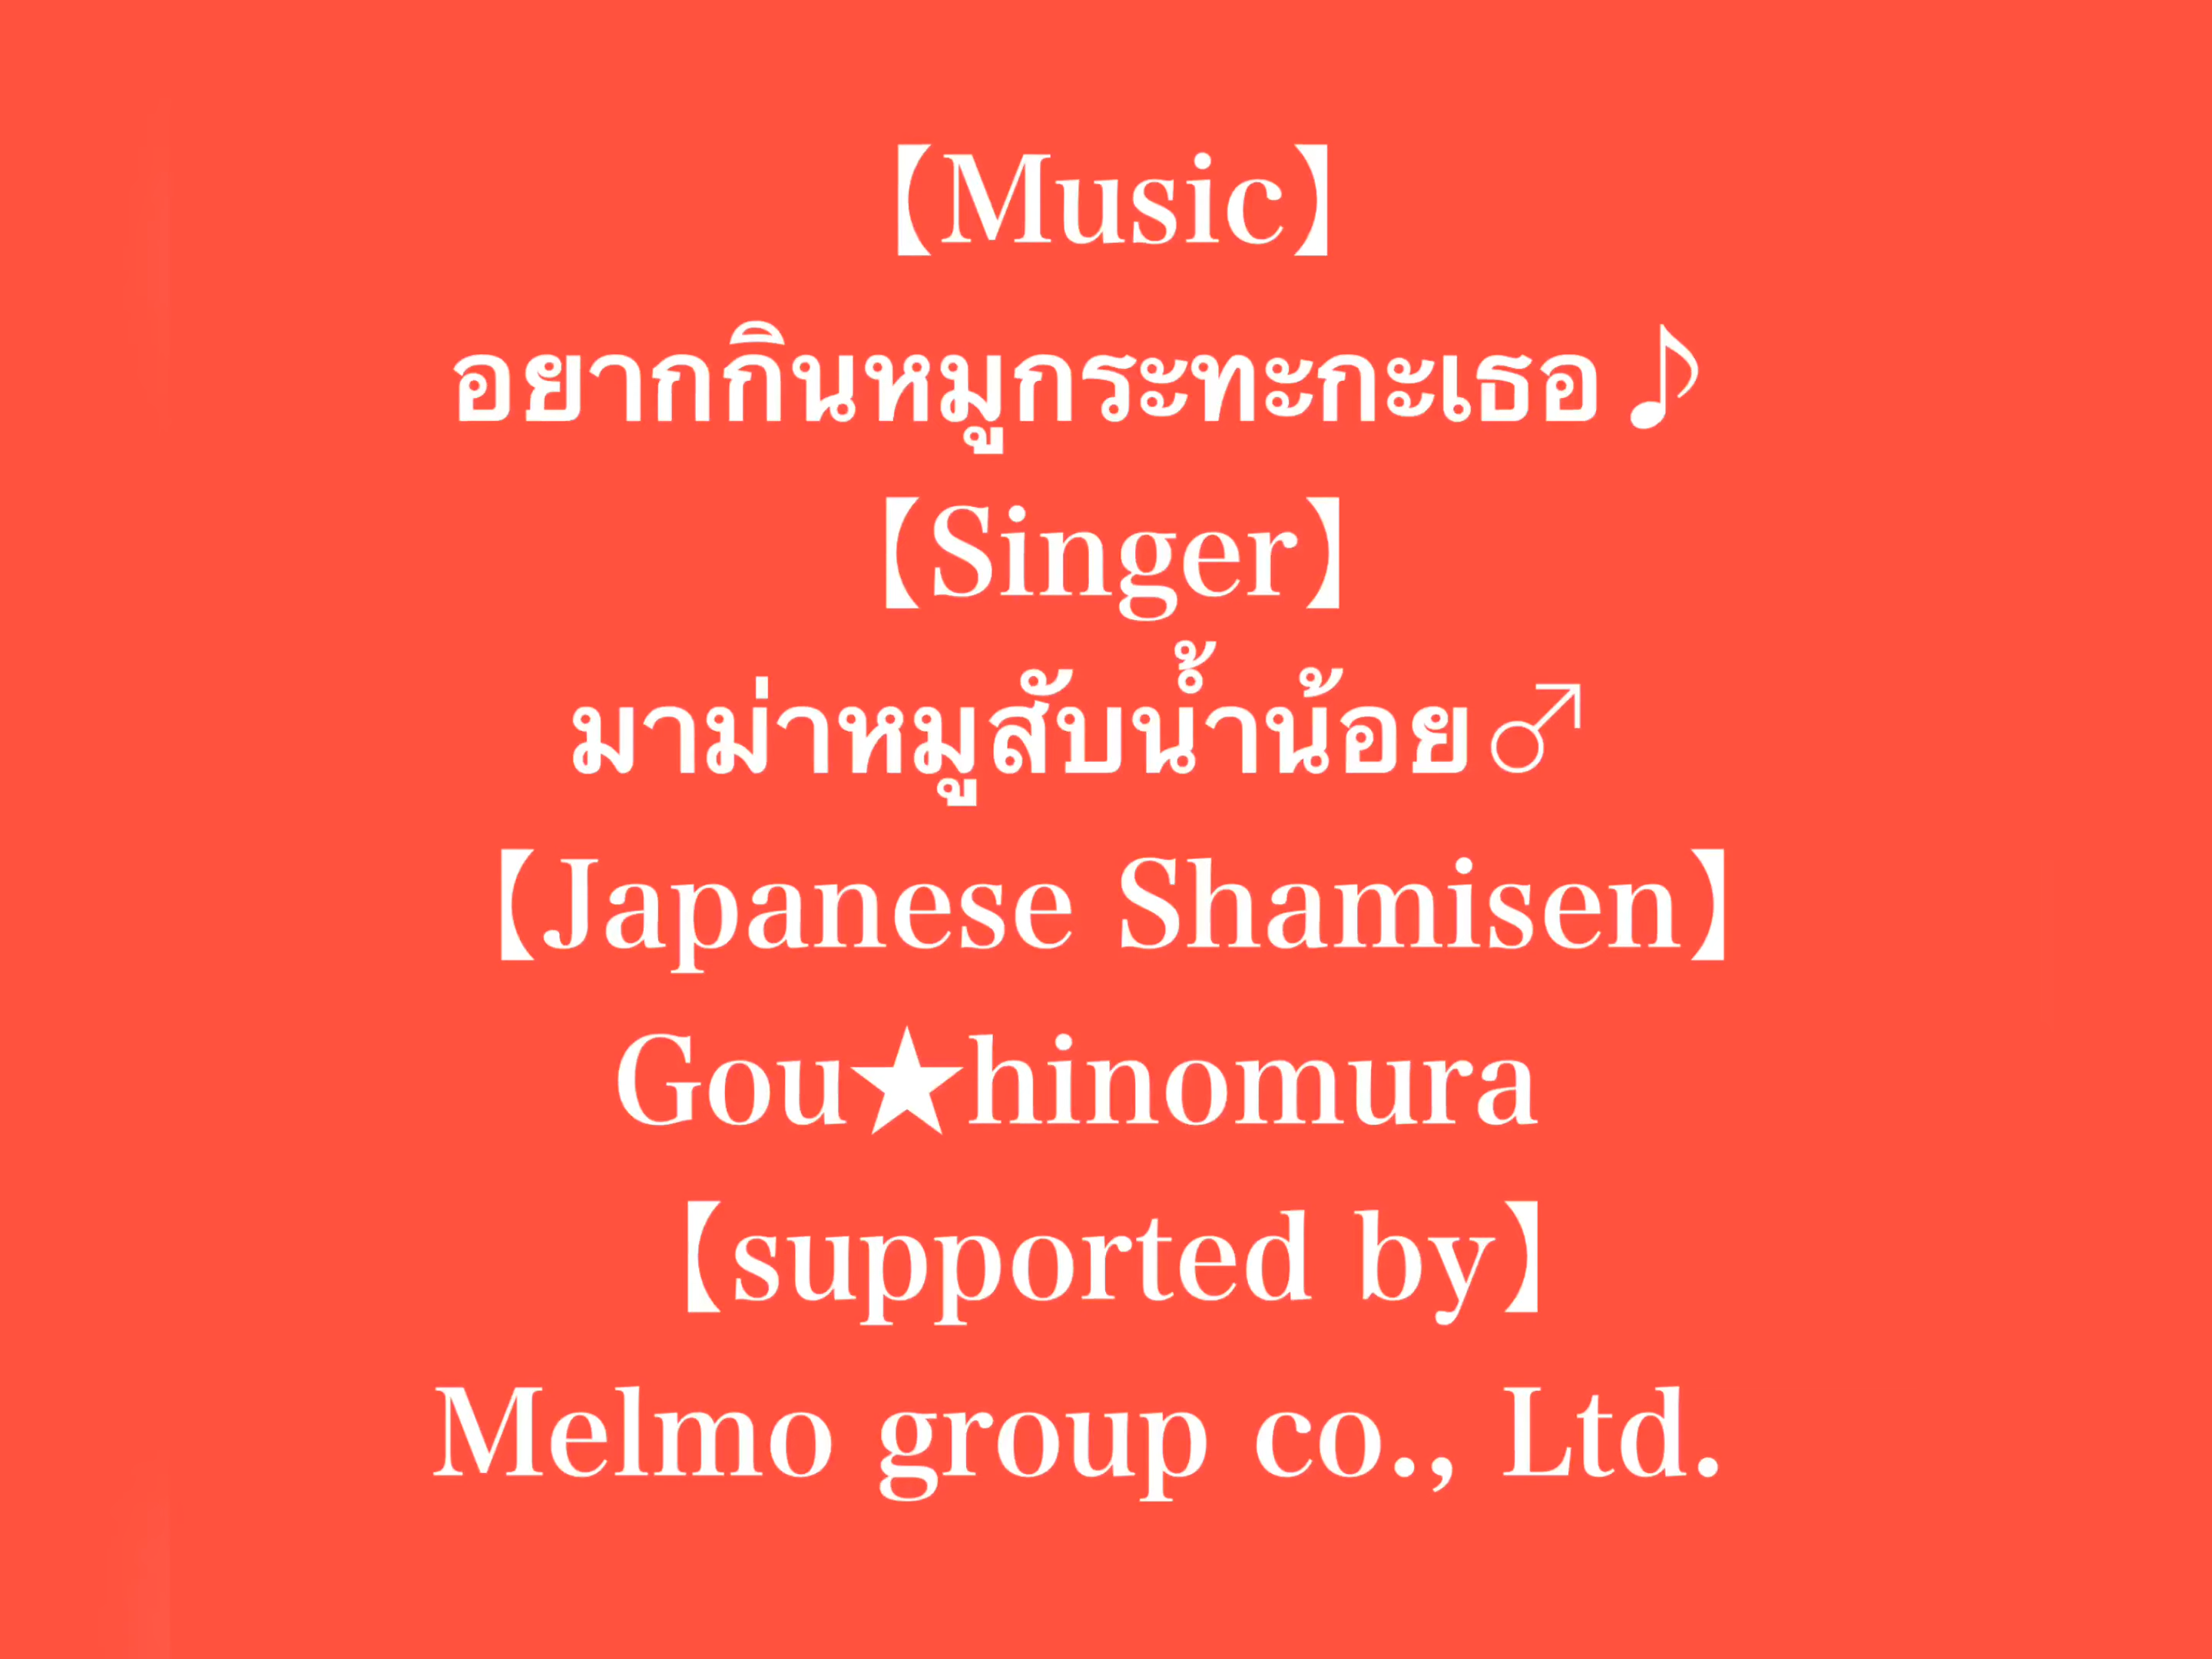 【Music】
อยากกินหมูกระทะกะเธอ♪
【Singer】
มาม่าหมูสับน้ำน้อย♂
【Japanese Shamisen】
Gou★hinomura
【supported by】
Melmo group co., Ltd.